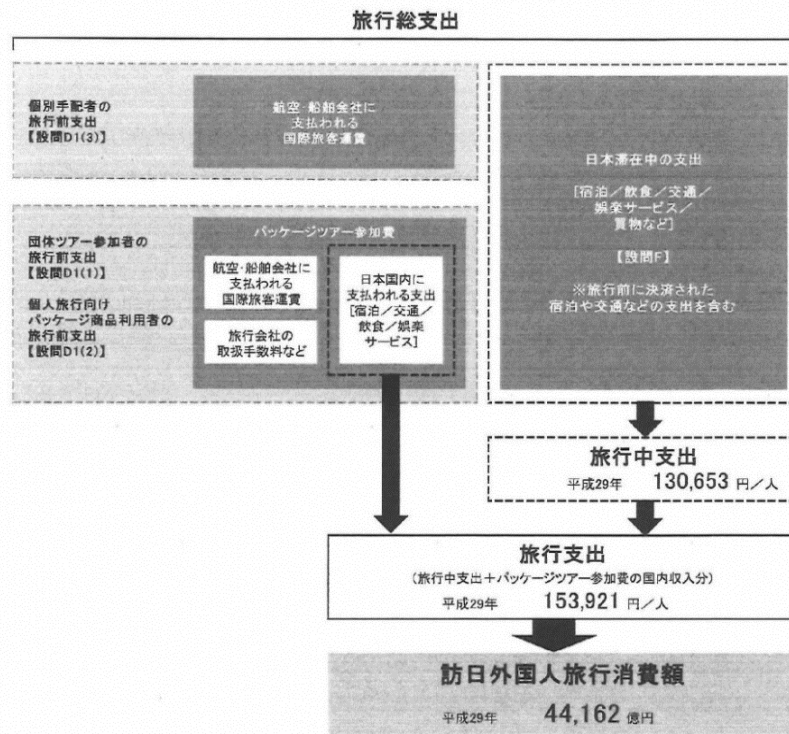 旅行総支出
個別手配者の
旅行前支出
【設問D1(3)】
航空・船舶会社に
支払われる
国際旅客運賃
団体ツアー参加者の
旅行前支出
【設問D1(1)】
個人旅行向け
パッケージ商品利用者の
旅行前支出
【設問D1(2)】
パッケージツアー参加費
航空・船舶会社に
支払われる
国際旅客運賃
旅行会社の
取扱手数料など
日本国内に
支払われる支出
[宿泊／交通／
飲食／娯楽
サービス]
日本滞在中の支出
[宿泊／飲食／交通／
娯楽サービス／
買物など]
【設問F】
※旅行前に決済された
宿泊や交通などの支出を含む
旅行中支出
平成29年 130,653 円／人
旅行支出
(旅行中支出＋パッケージツアー参加費の国内収入分)
平成29年 153,921 円／人
訪日外国人旅行消費額
平成29年 44,162 億円